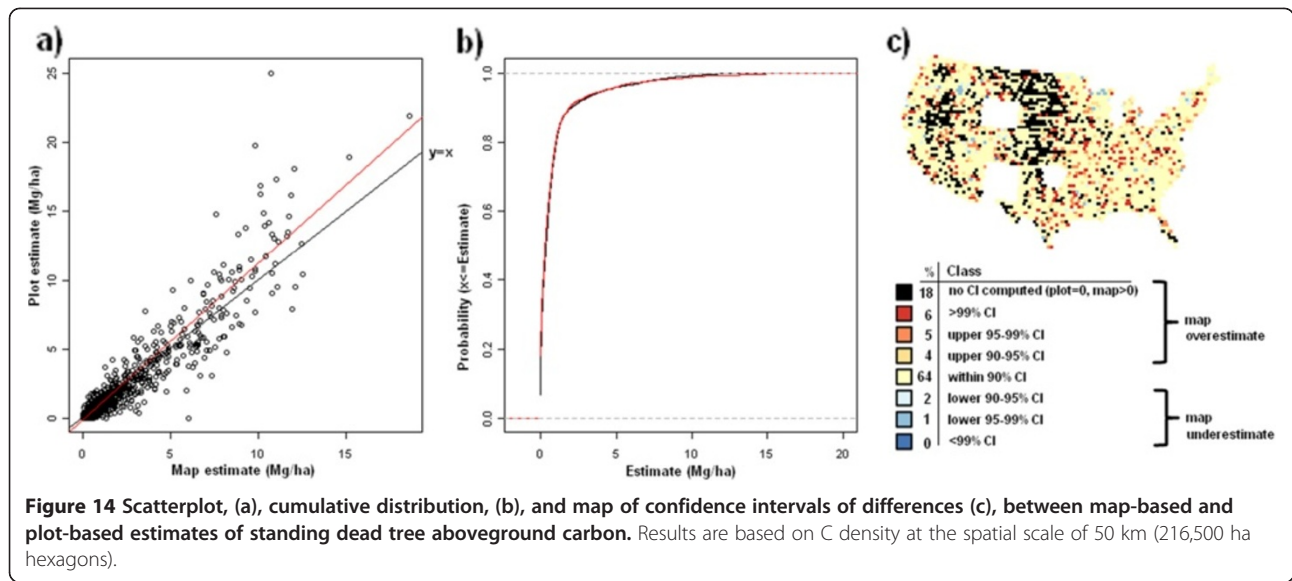 a)
Plot estimate (Mg/ha)
25
20
15
10
5
0
y=x
0 5 10 15
Map estimate (Mg/ha)
b)
Probability (x<=Estimate)
1.0
0.8
0.6
0.4
0.2
0.0
0 5 10 15 20
Estimate (Mg/ha)
c)
% Class
18 no CI computed (plot=0, map>0)
6 >99% CI
5 upper 95-99% CI
4 upper 90-95% CI
64 within 90% CI
2 lower 90-95% CI
1 lower 95-99% CI
0 <99% CI
map
overestimate
map
underestimate
Figure 14 Scatterplot, (a), cumulative distribution, (b), and map of confidence intervals of differences (c), between map-based and
plot-based estimates of standing dead tree aboveground carbon. Results are based on C density at the spatial scale of 50 km (216,500 ha
hexagons).